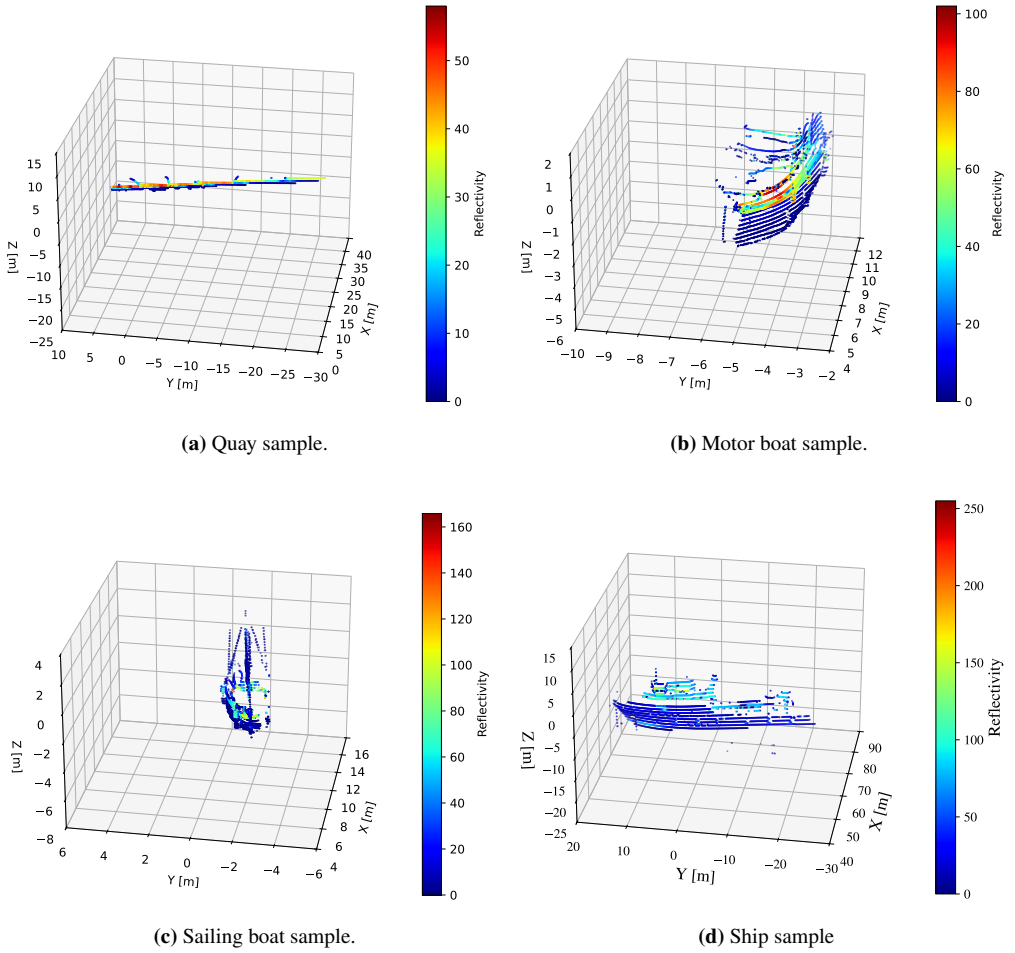 15
10
5
0
−5
−10
−15
−20
−25
Z [m]
10 5 0 −5 −10 −15 −20 −25 −30
Y [m]
0 5 10 15 20 25 30 35 40
X [m]
0 10 20 30 40 50
Reflectivity
(a) Quay sample.
2
1
0
−1
−2
−3
−4
−5
−6
Z [m]
−10 −9 −8 −7 −6 −5 −4 −3 −2
Y [m]
4 5 6 7 8 9 10 11 12
X [m]
0 20 40 60 80 100
Reflectivity
(b) Motor boat sample.
4
2
0
−2
−4
−6
−8
Z [m]
6 4 2 0 −2 −4 −6
Y [m]
4 6 8 10 12 14 16
X [m]
0 20 40 60 80 100 120 140 160
Reflectivity
(c) Sailing boat sample.
15
10
5
0
−5
−10
−15
−20
−25
Z [m]
20 10 0 −10 −20 −30
Y [m]
40 50 60 70 80 90
X [m]
0 50 100 150 200 250
Reflectivity
(d) Ship sample